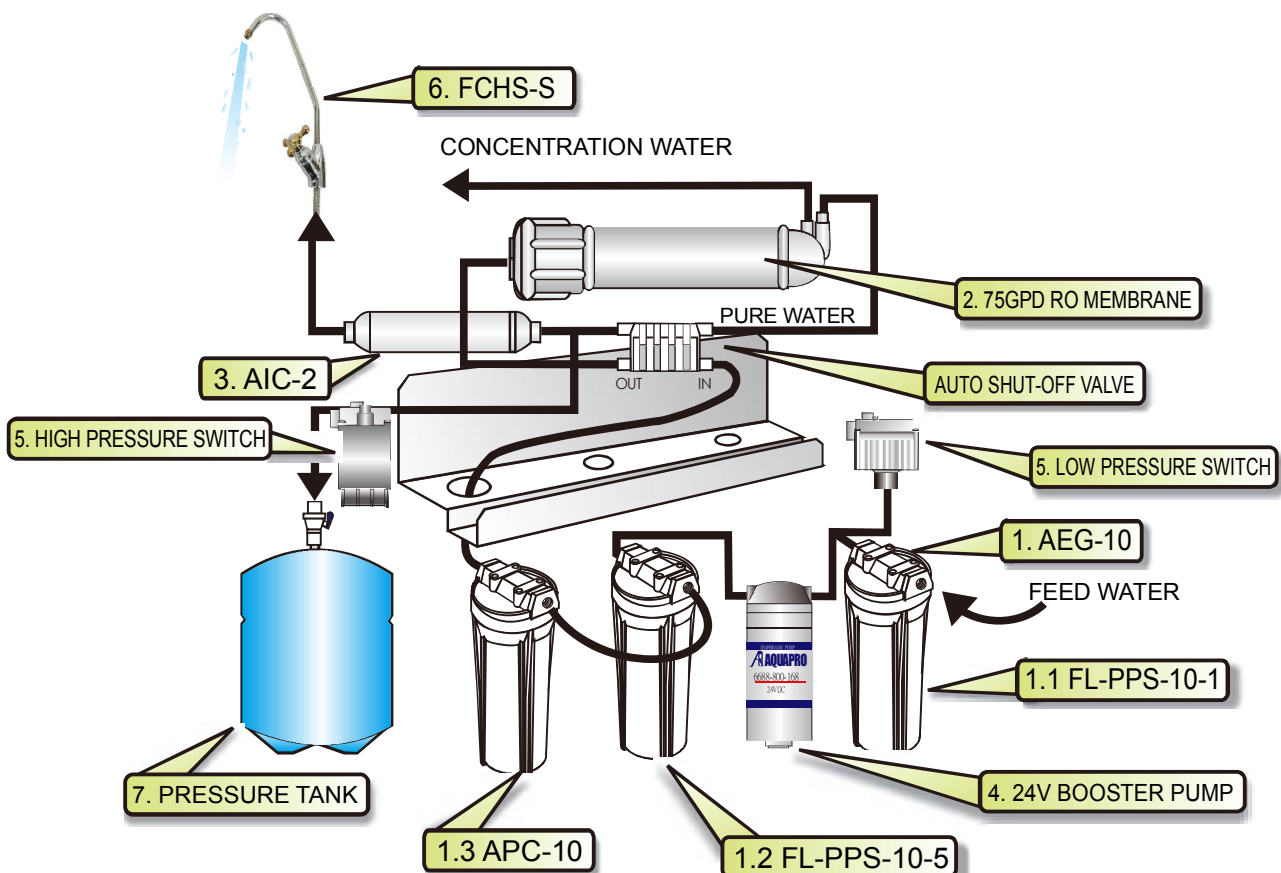 6. FCHS-S
CONCENTRATION WATER
2. 75GPD RO MEMBRANE
PURE WATER
3. AIC-2
OUT
IN
AUTO SHUT-OFF VALVE
5. HIGH PRESSURE SWITCH
5. LOW PRESSURE SWITCH
1. AEG-10
FEED WATER
DIAPHRAGM PUMP
AQUAPRO
6688-800-168
24VDC
1.1 FL-PPS-10-1
7. PRESSURE TANK
4. 24V BOOSTER PUMP
1.3 APC-10
1.2 FL-PPS-10-5